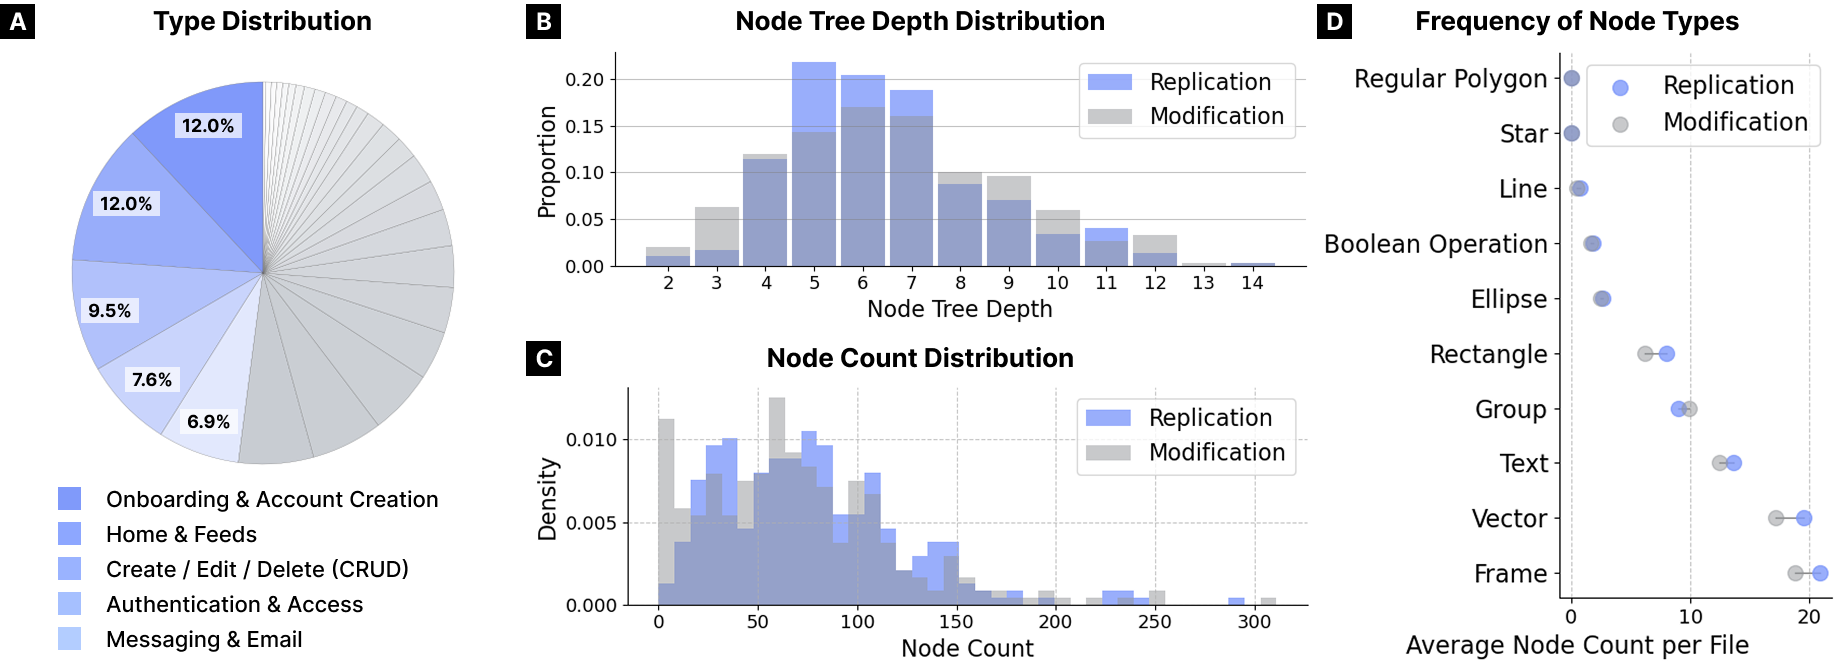 A
Type Distribution
12.0%
12.0%
9.5%
7.6%
6.9%
Onboarding & Account Creation
Home & Feeds
Create / Edit / Delete (CRUD)
Authentication & Access
Messaging & Email
B
Node Tree Depth Distribution
Proportion
0.20
0.15
0.10
0.05
0.00
Replication
Modification
2 3 4 5 6 7 8 9 10 11 12 13 14
Node Tree Depth
C
Node Count Distribution
Density
0.010
0.005
0.000
Replication
Modification
0 50 100 150 200 250 300
Node Count
D
Frequency of Node Types
Replication
Modification
Regular Polygon
Star
Line
Boolean Operation
Ellipse
Rectangle
Group
Text
Vector
Frame
0 10 20
Average Node Count per File